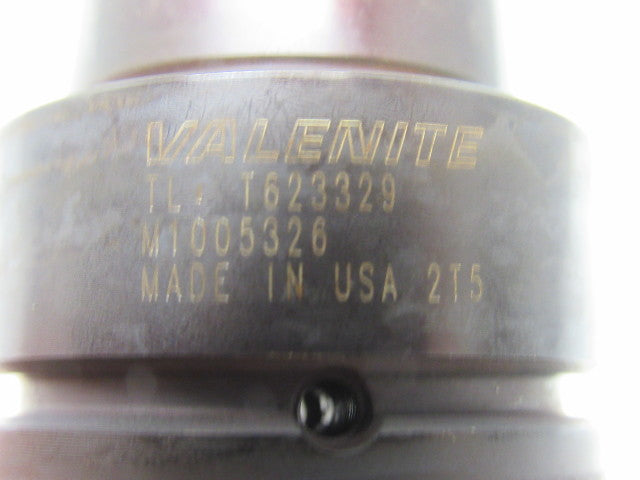 VALENITE
TL. T623329
M1005326
MADE IN USA 2T5